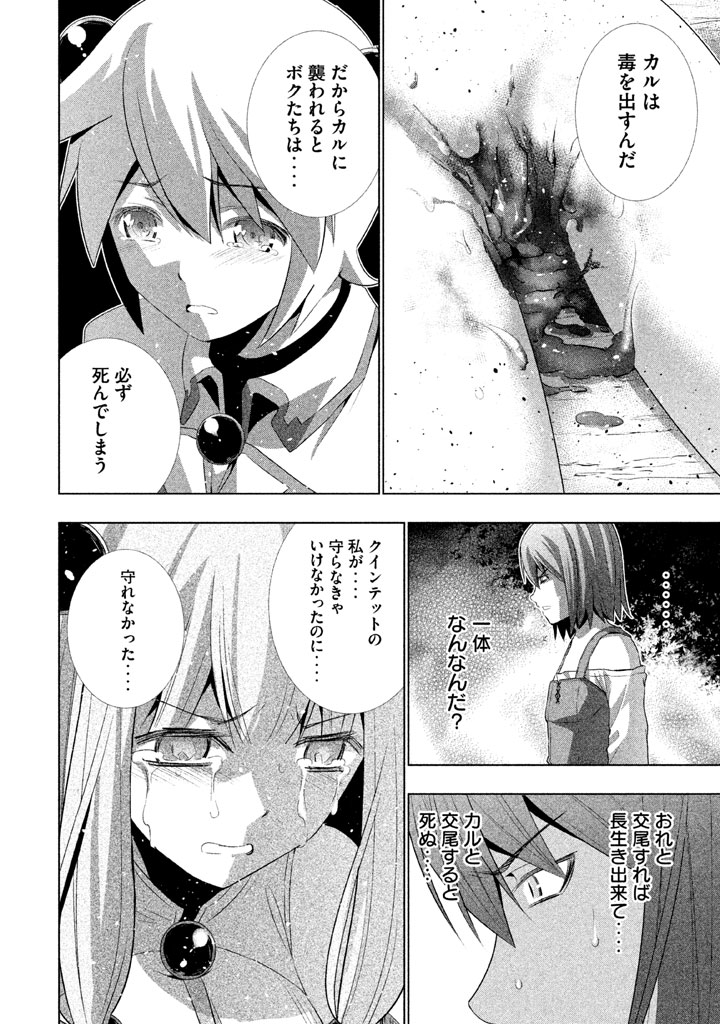 カルは
毒を出すんだ
だからカルに
襲われると
ボクたちは‥‥
必ず
死んでしまう
‥‥‥‥
一体
なんなんだ？
おれと
交尾すれば
長生き出来て‥‥
カルと
交尾すると
死ぬ‥‥
クインテットの
私が‥‥
守らなきゃ
いけなかったのに‥‥
守れなかった‥‥